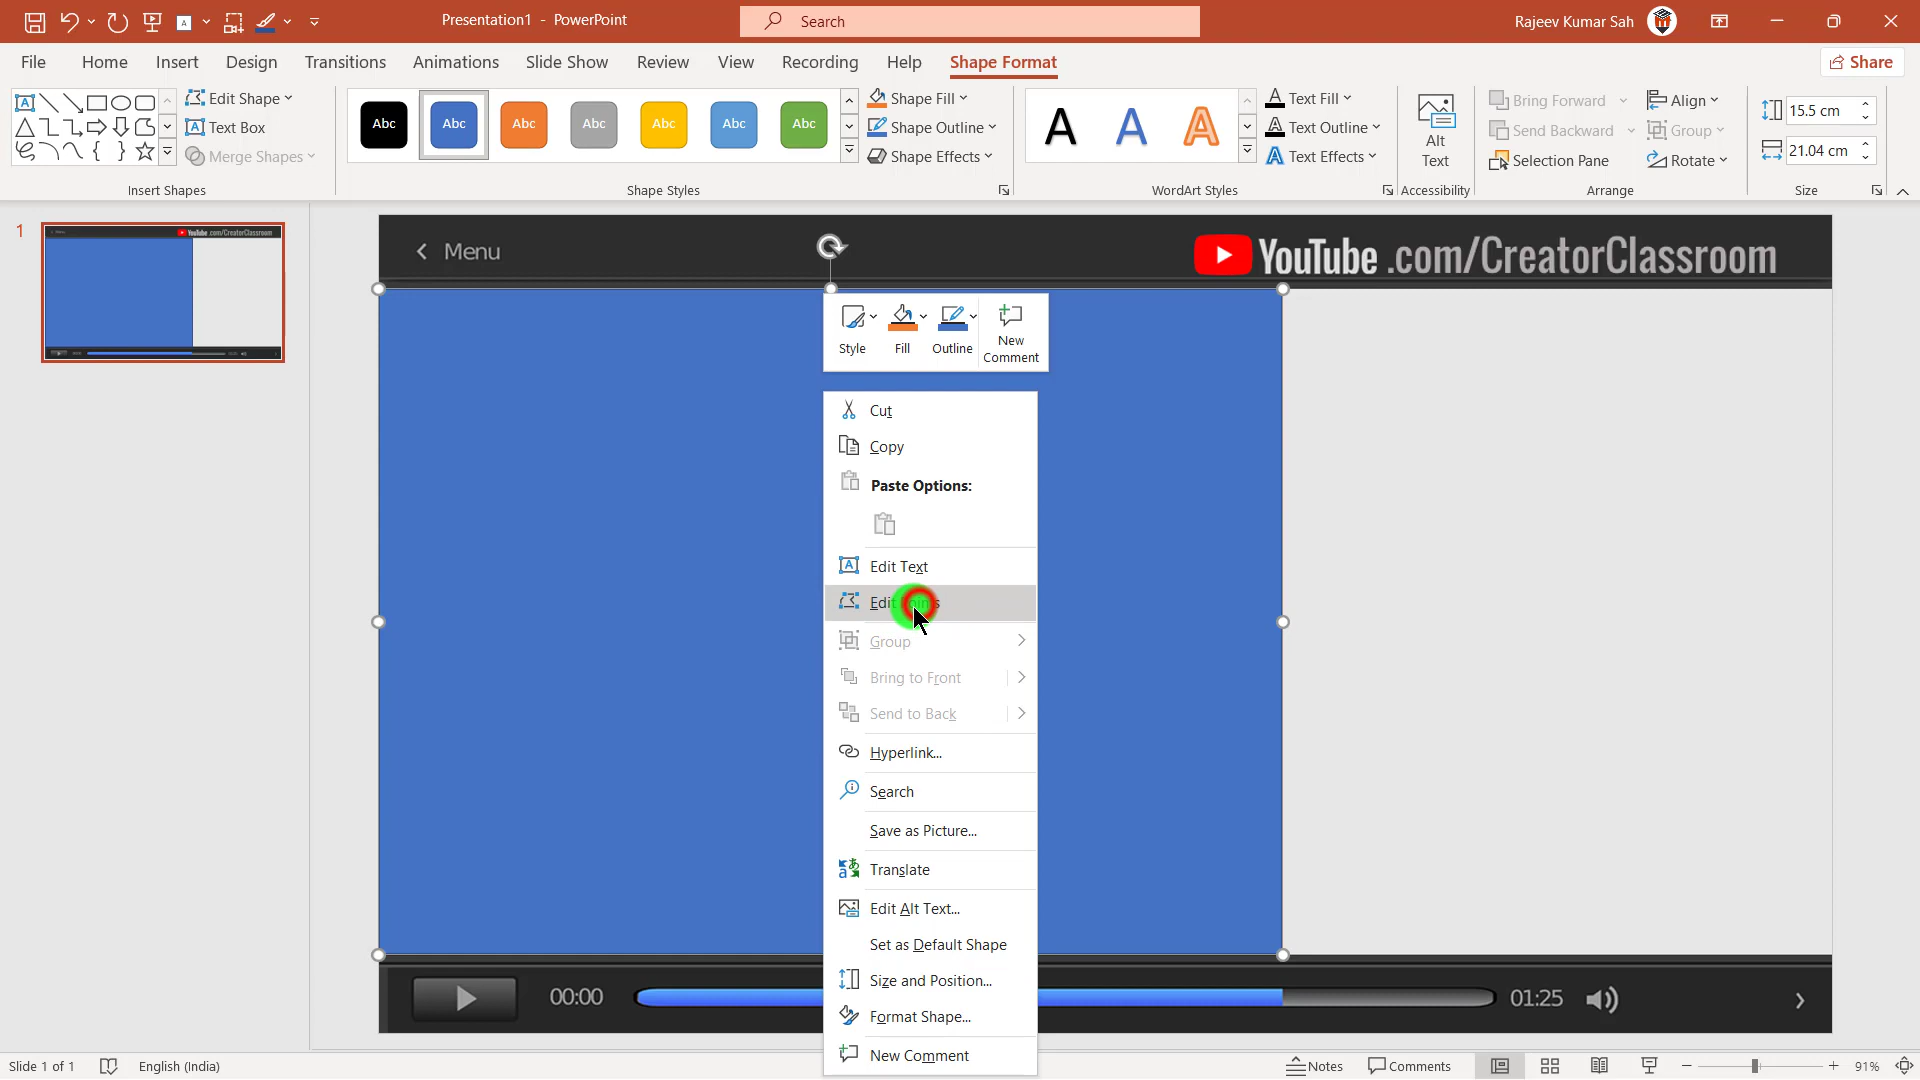 Presentation1 - PowerPoint
Search
Rajeev Kumar Sah
File Home Insert Design Transitions Animations Slide Show Review View Recording Help Shape Format
Share
Edit Shape
Text Box
Merge Shapes
Insert Shapes
Abc Abc Abc Abc Abc Abc Abc
Shape Fill
Shape Outline
Shape Effects
Shape Styles
A A A
Text Fill
Text Outline
Text Effects
WordArt Styles
Alt
Text
Accessibility
Bring Forward
Send Backward
Selection Pane
Align
Group
Rotate
Arrange
15.5 cm
21.04 cm
Size
1
Menu
YouTube .com/CreatorClassroom
Style
Fill
Outline
New
Comment
Cut
Copy
Paste Options:
Edit Text
Edit Points
Group
Bring to Front
Send to Back
Hyperlink...
Search
Save as Picture...
Translate
Edit Alt Text...
Set as Default Shape
Size and Position...
Format Shape...
New Comment
00:00
01:25
Slide 1 of 1
English (India)
Notes
Comments
91%